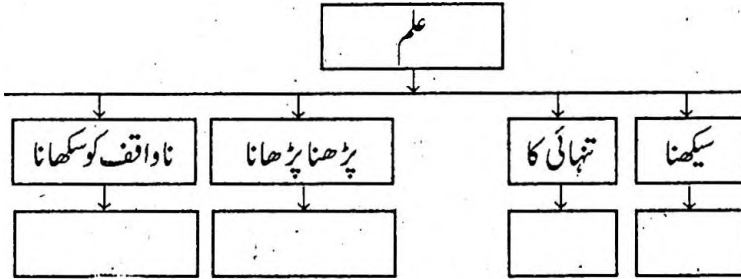 علم
سیکھنا
تنہائی کا
پڑھنا پڑھانا
ناواقف کو سکھانا